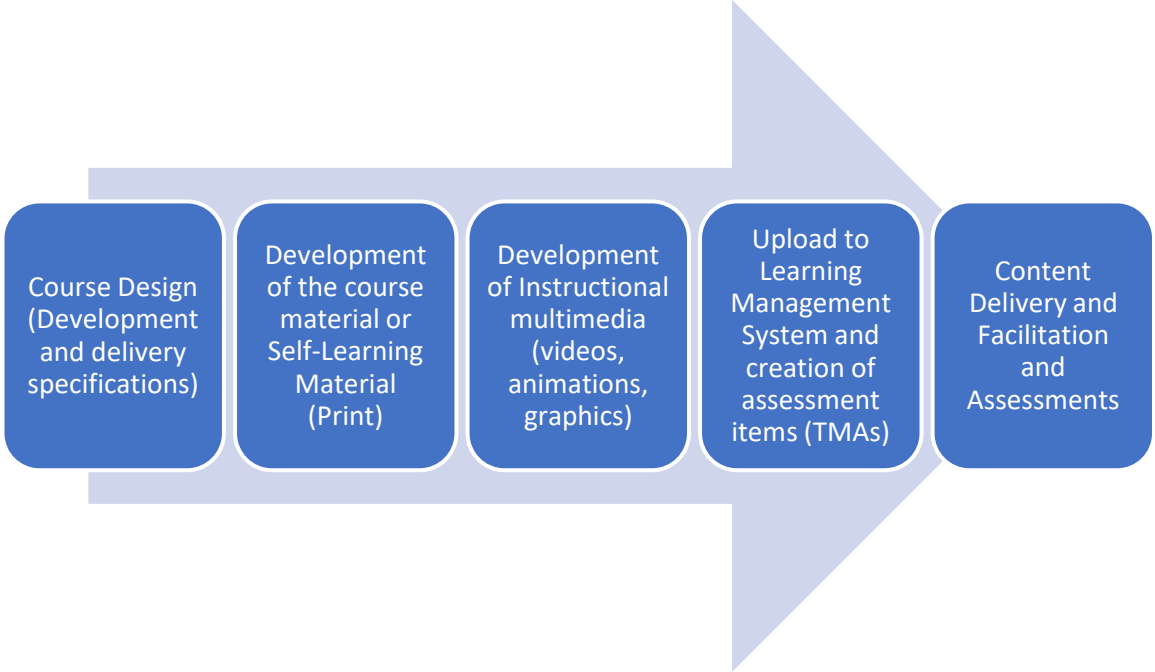 Course Design
(Development
and delivery
specifications)
Development
of the course
material or
Self-Learning
Material
(Print)
Development
of Instructional
multimedia
(videos,
animations,
graphics)
Upload to
Learning
Management
System and
creation of
assessment
items (TMAs)
Content
Delivery and
Facilitation
and
Assessments